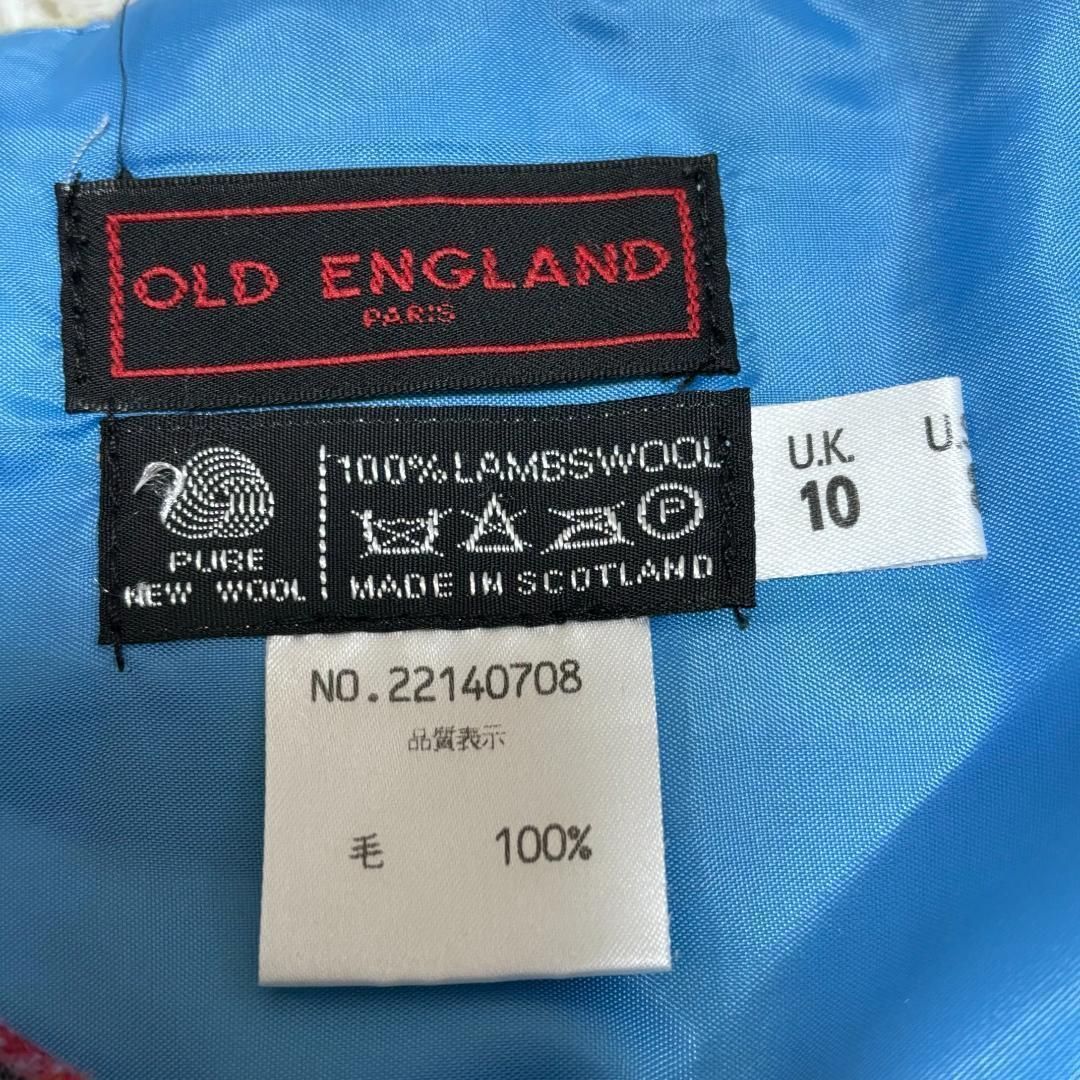 OLD ENGLAND
PARIS
PURE
NEW WOOL
100% LAMBSWOOL
P
MADE IN SCOTLAND
U.K.
10
NO.22140708
品質表示
毛 100%